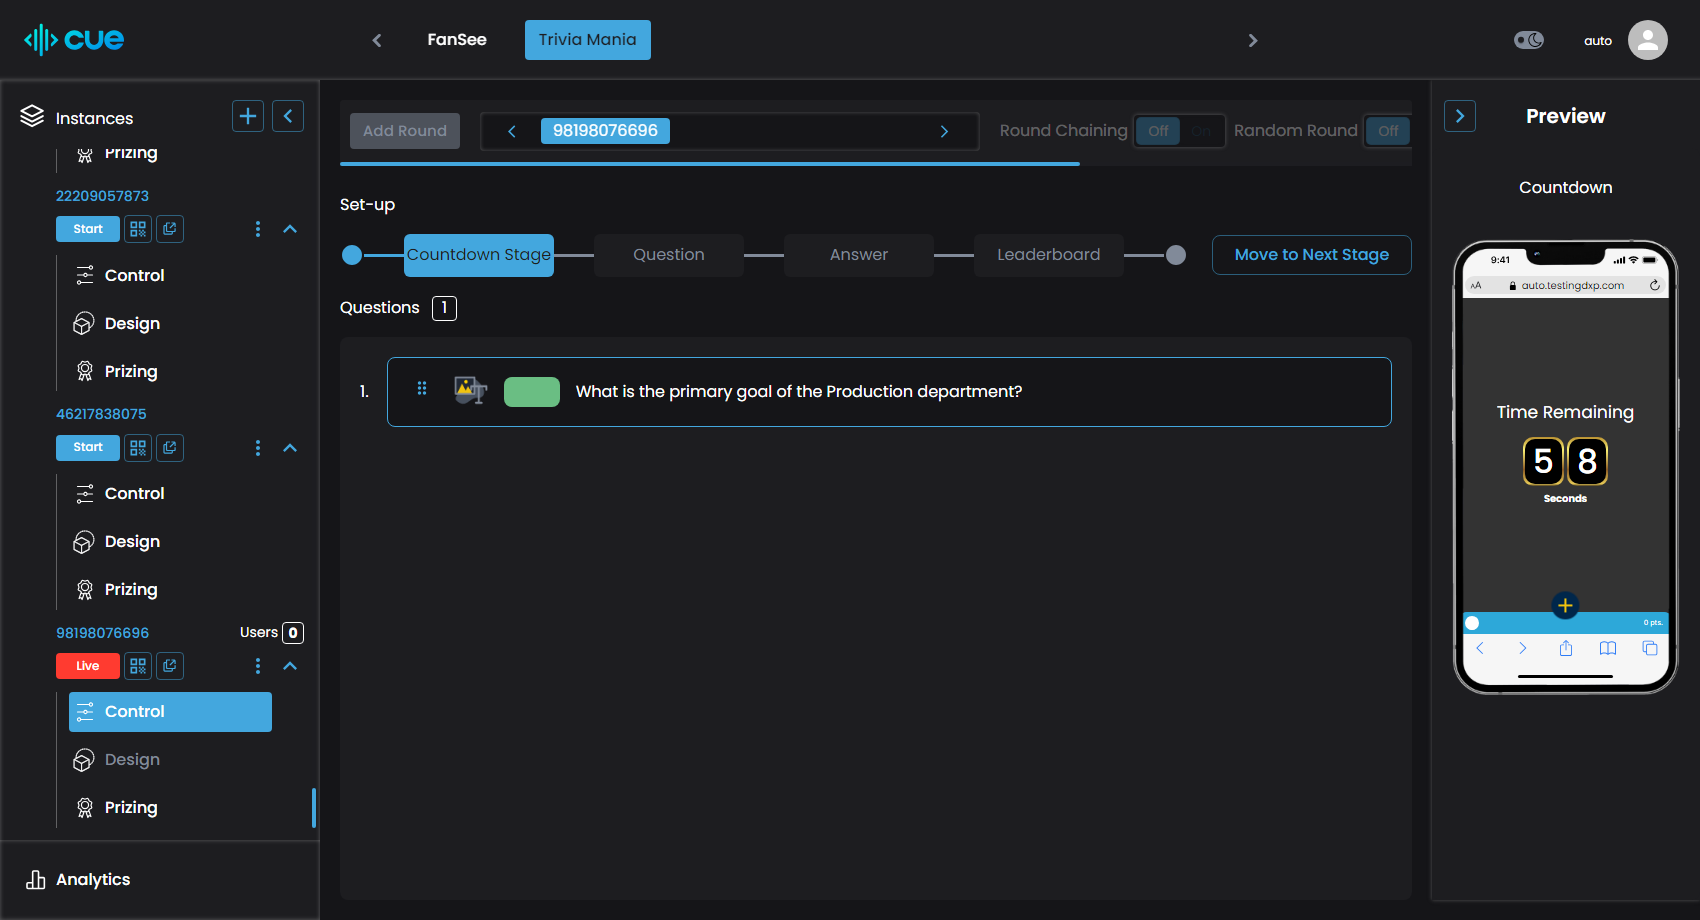 cue
FanSee
Trivia Mania
auto
Instances
Prizing
22209057873
Start
Control
Design
Prizing
46217838075
Start
Control
Design
Prizing
98198076696
Users 0
Live
Control
Design
Prizing
Analytics
Add Round
98198076696
Round Chaining
Off
On
Random Round
Off
Set-up
Countdown Stage
Question
Answer
Leaderboard
Move to Next Stage
Questions 1
1.
What is the primary goal of the Production department?
Preview
Countdown
9:41
AA
auto.testingdxp.com
Time Remaining
5 8
Seconds
0 pts.